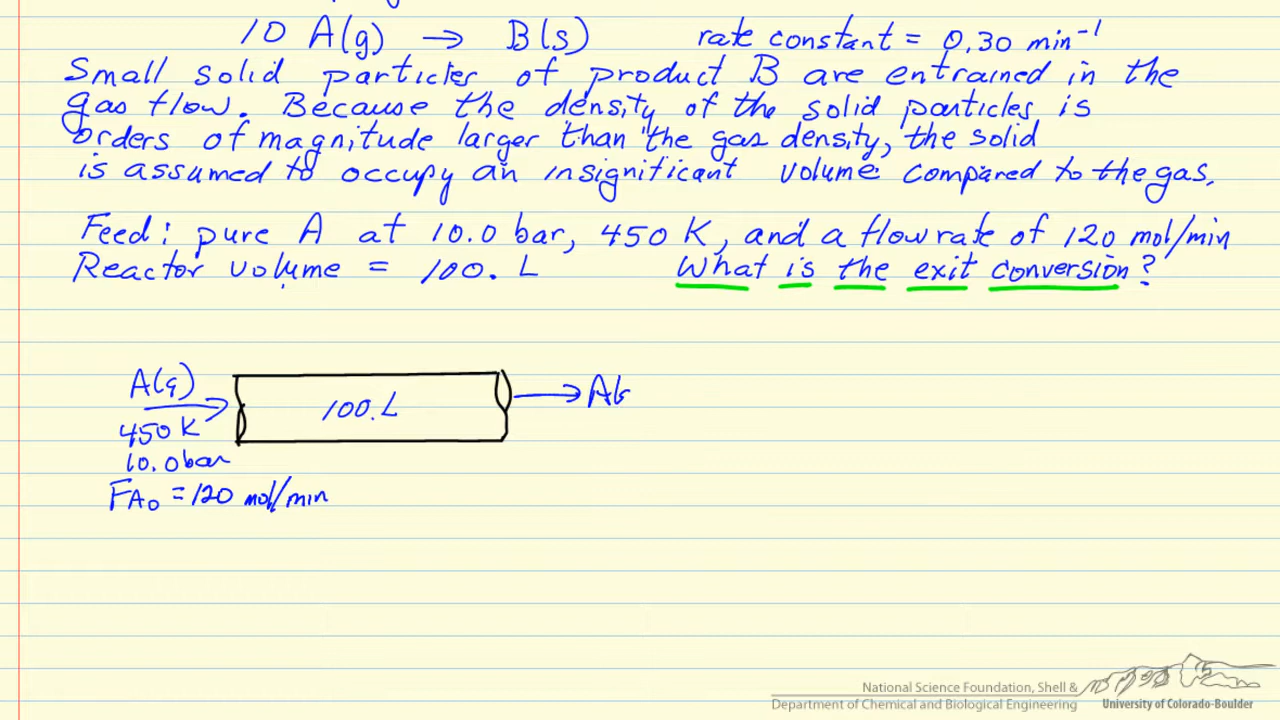 10 A(g) → B(s) rate constant = 0.30 min⁻¹
Small solid particles of product B are entrained in the
gas flow. Because the density of the solid particles is
orders of magnitude larger than the gas density, the solid
is assumed to occupy an insignificant volume compared to the gas.
Feed: pure A at 10.0 bar, 450 K, and a flow rate of 120 mol/min
Reactor volume = 100. L What is the exit conversion?
A(g)
100. L
A(
450 K
10.0 bar
FA0 = 120 mol/min
National Science Foundation, Shell &
Department of Chemical and Biological Engineering
University of Colorado-Boulder